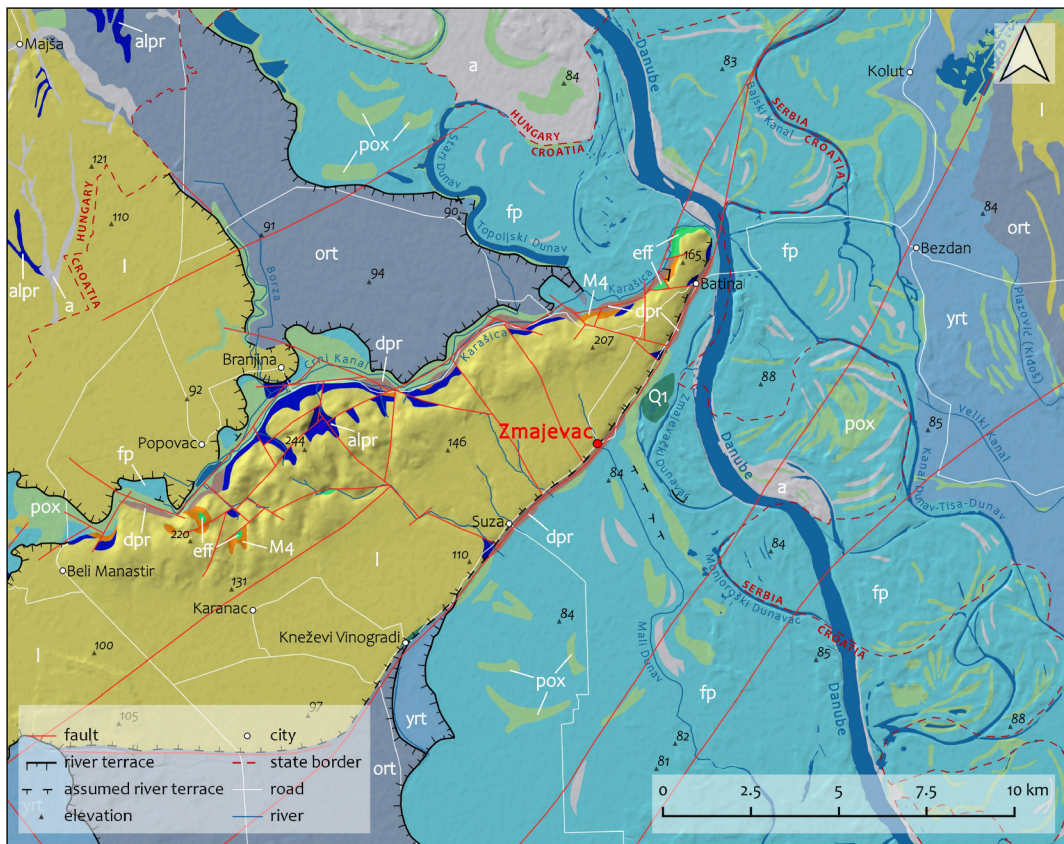 Majša
alpr
84
a
83
Kolut
Danube
Bajski Kanal
SERBIA
CROATIA
l
pox
HUNGARY
CROATIA
Stari Dunav
121
HUNGARY
CROATIA
110
l
91
90
fp
84
ort
94
ort
Topoljski Dunav
fp
Bezdan
eff
165
alpr
a
Borza
M4
Karašica
Batina
dpr
yrt
Plazović (Kiđoš)
Crni Kanal
dpr
Karašica
207
Branjina
88
Q1
92
Zmajevački Dunavac
pox
Veliki Kanal
Popovac
244
alpr
146
Zmajevac
85
fp
84
Danube
a
Kanal Dunav-Tisa-Dunav
pox
dpr
220
eff
M4
Suza
dpr
84
l
110
SERBIA
CROATIA
Monjoroški Dunavac
fp
Beli Manastir
131
Karanac
84
Kneževi Vinogradi
Mali Dunav
85
100
l
pox
fp
Danube
yrt
105
97
88
82
81
ort
yrt
fault
city
river terrace
state border
assumed river terrace
road
elevation
river
0 2.5 5 7.5 10 km